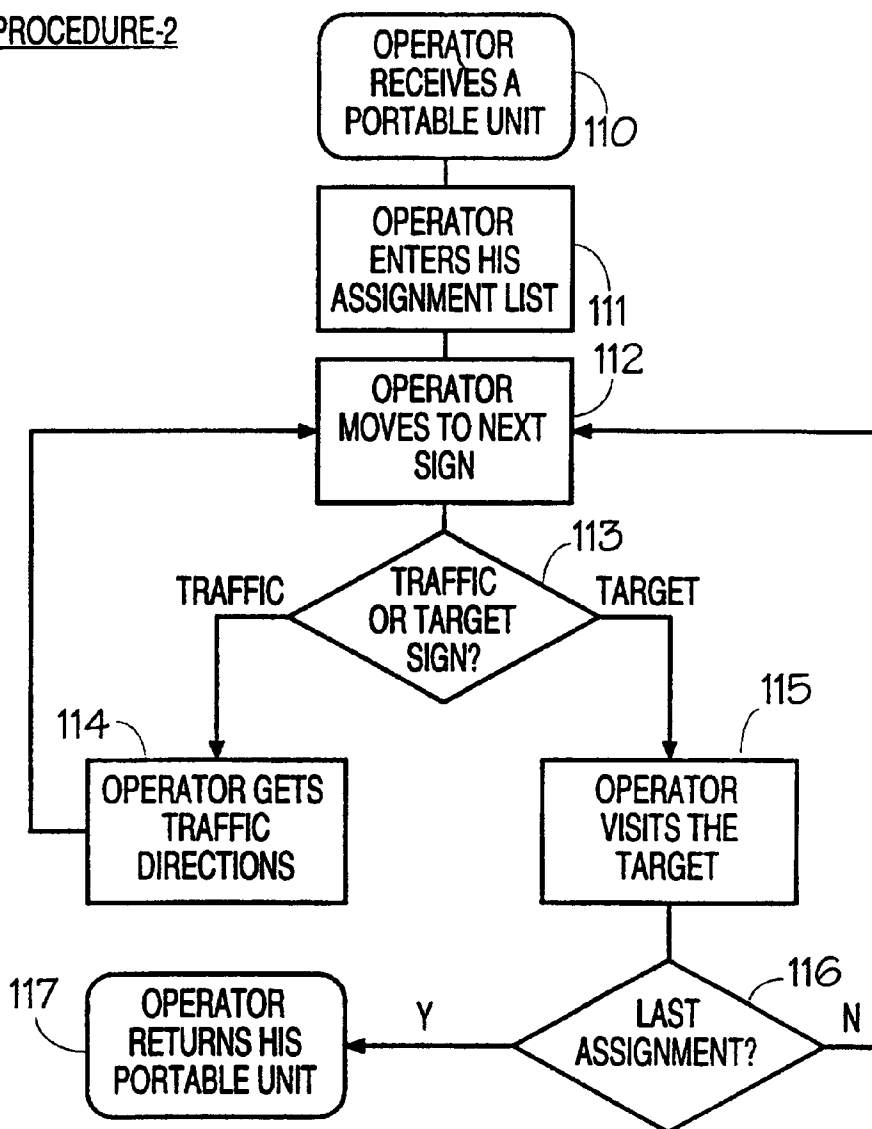 PROCEDURE-2
OPERATOR
RECEIVES A
PORTABLE UNIT
110
OPERATOR
ENTERS HIS
ASSIGNMENT LIST
111
112
OPERATOR
MOVES TO NEXT
SIGN
113
TRAFFIC
TRAFFIC
OR TARGET
SIGN?
TARGET
114
OPERATOR GETS
TRAFFIC
DIRECTIONS
115
OPERATOR
VISITS THE
TARGET
116
LAST
ASSIGNMENT?
N
Y
117
OPERATOR
RETURNS HIS
PORTABLE UNIT